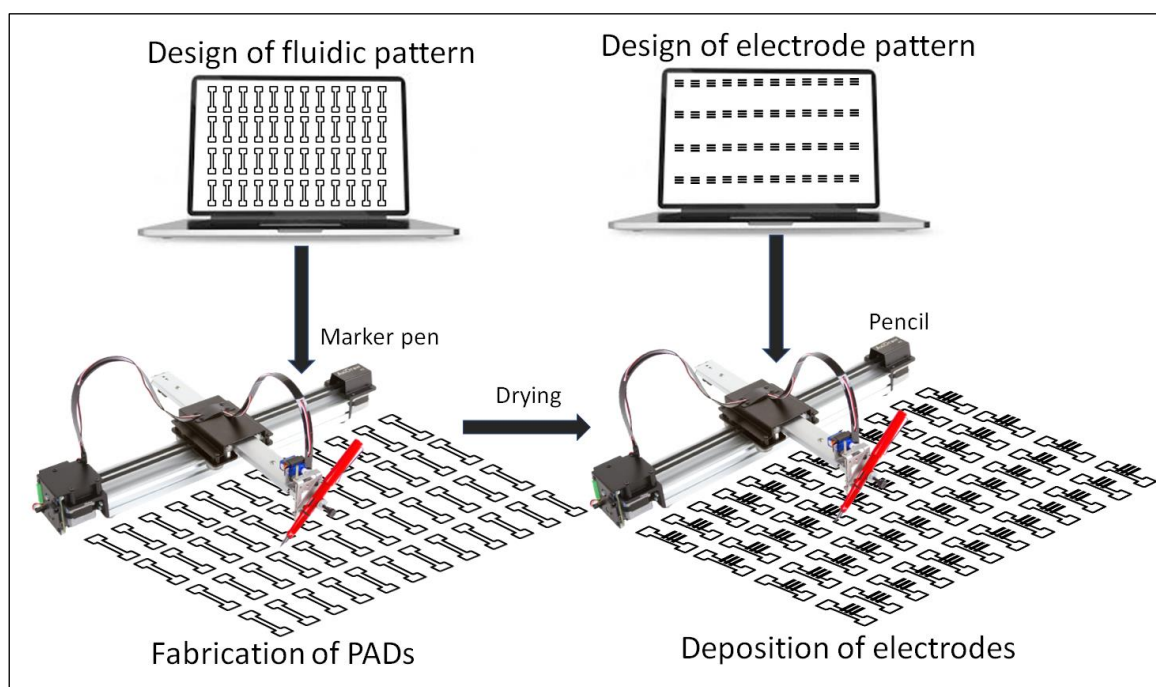 Design of fluidic pattern
Design of electrode pattern
Marker pen
Pencil
Drying
Fabrication of PADs
Deposition of electrodes